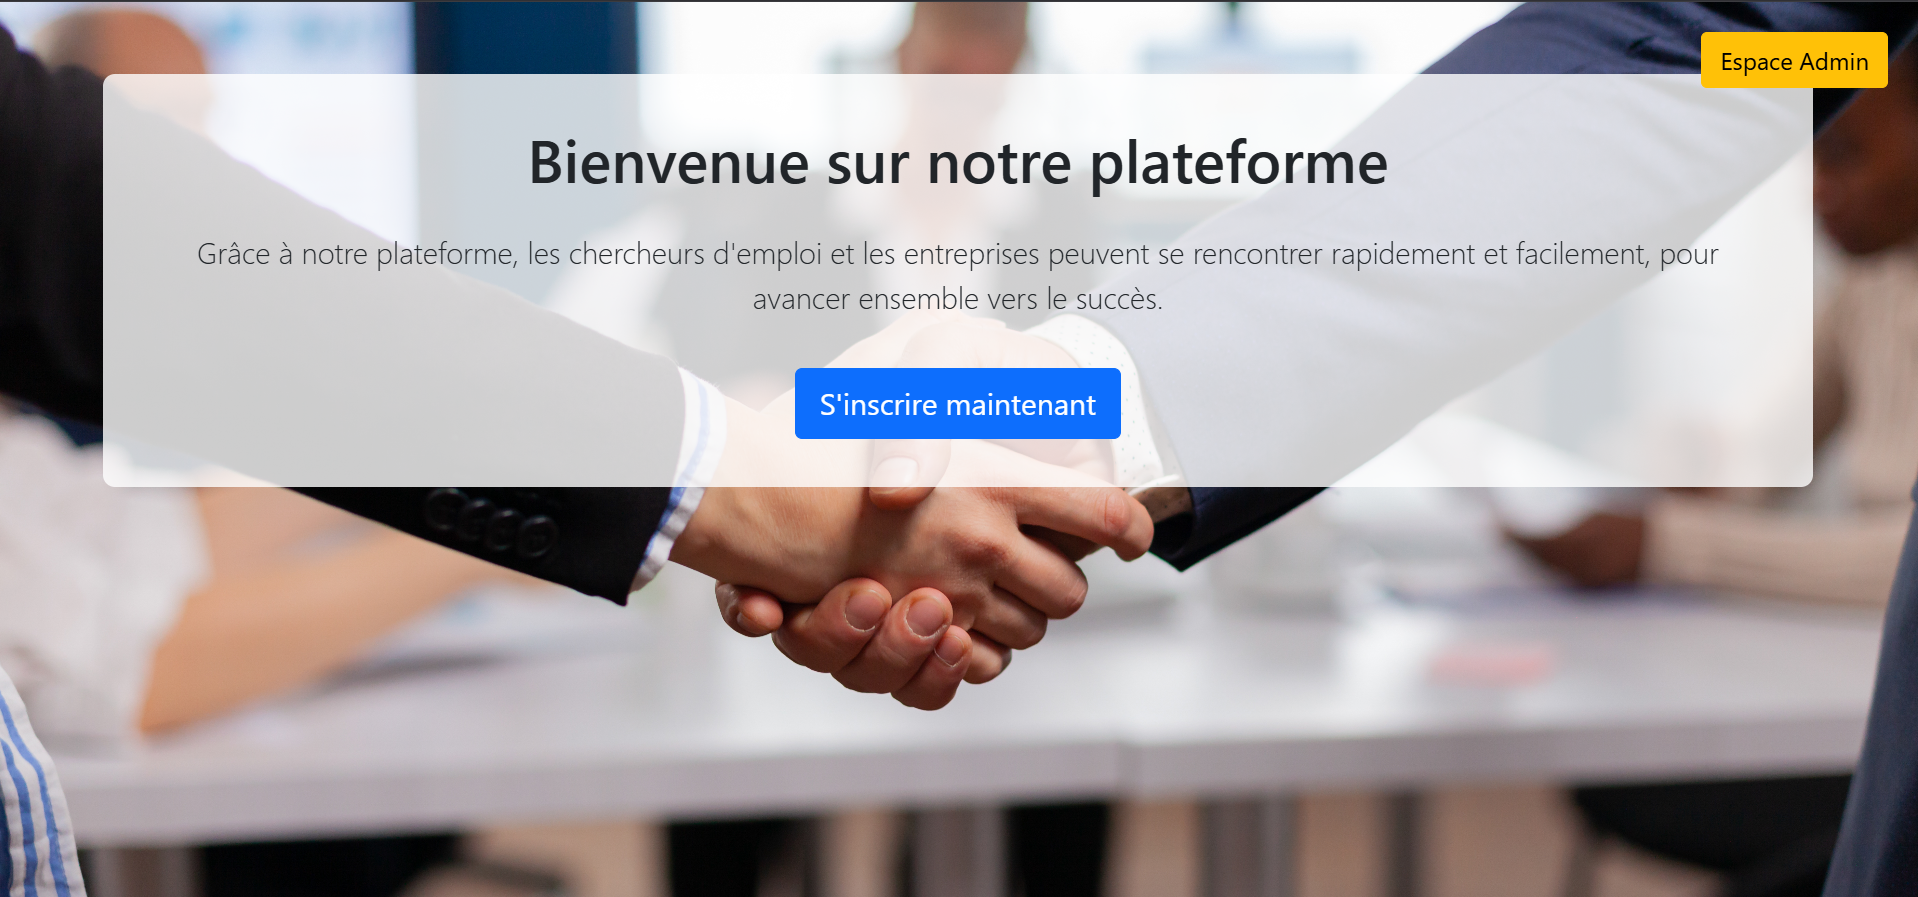 Espace Admin
Bienvenue sur notre plateforme
Grâce à notre plateforme, les chercheurs d'emploi et les entreprises peuvent se rencontrer rapidement et facilement, pour
avancer ensemble vers le succès.
S'inscrire maintenant